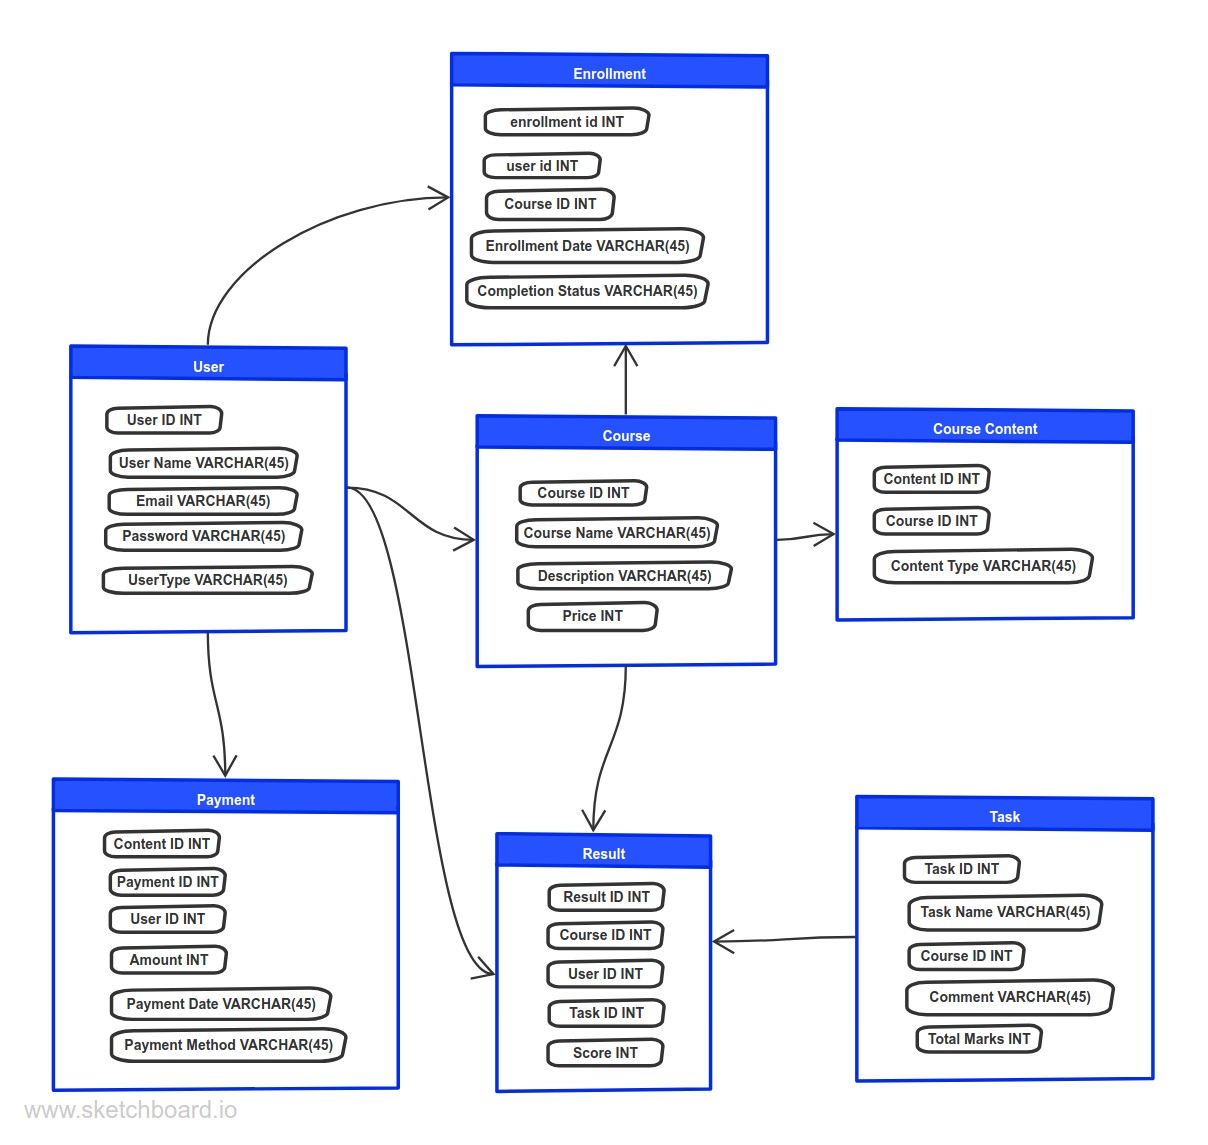 Enrollment
enrollment id INT
user id INT
Course ID INT
Enrollment Date VARCHAR(45)
Completion Status VARCHAR(45)
User
User ID INT
User Name VARCHAR(45)
Email VARCHAR(45)
Password VARCHAR(45)
UserType VARCHAR(45)
Course
Course ID INT
Course Name VARCHAR(45)
Description VARCHAR(45)
Price INT
Course Content
Content ID INT
Course ID INT
Content Type VARCHAR(45)
Payment
Content ID INT
Payment ID INT
User ID INT
Amount INT
Payment Date VARCHAR(45)
Payment Method VARCHAR(45)
Result
Result ID INT
Course ID INT
User ID INT
Task ID INT
Score INT
Task
Task ID INT
Task Name VARCHAR(45)
Course ID INT
Comment VARCHAR(45)
Total Marks INT
www.sketchboard.io